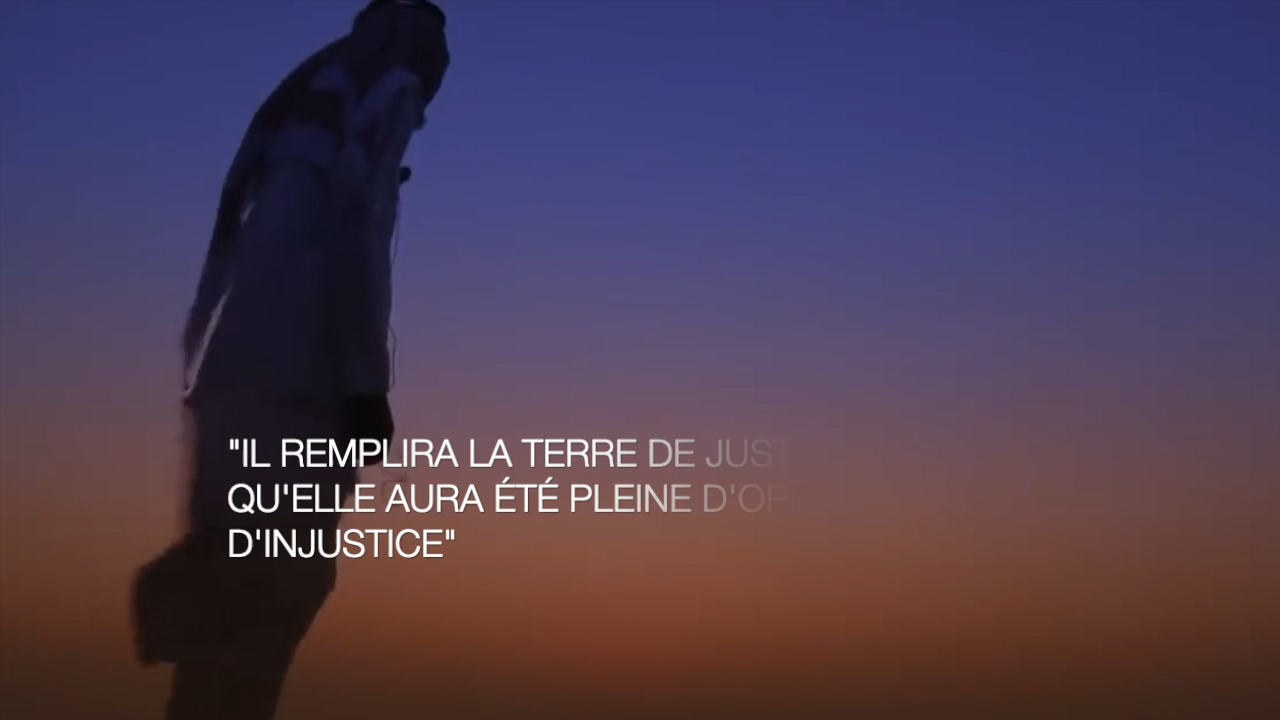 "IL REMPLIRA LA TERRE DE
QU'ELLE AURA ÉTÉ PLEINE
D'INJUSTICE"